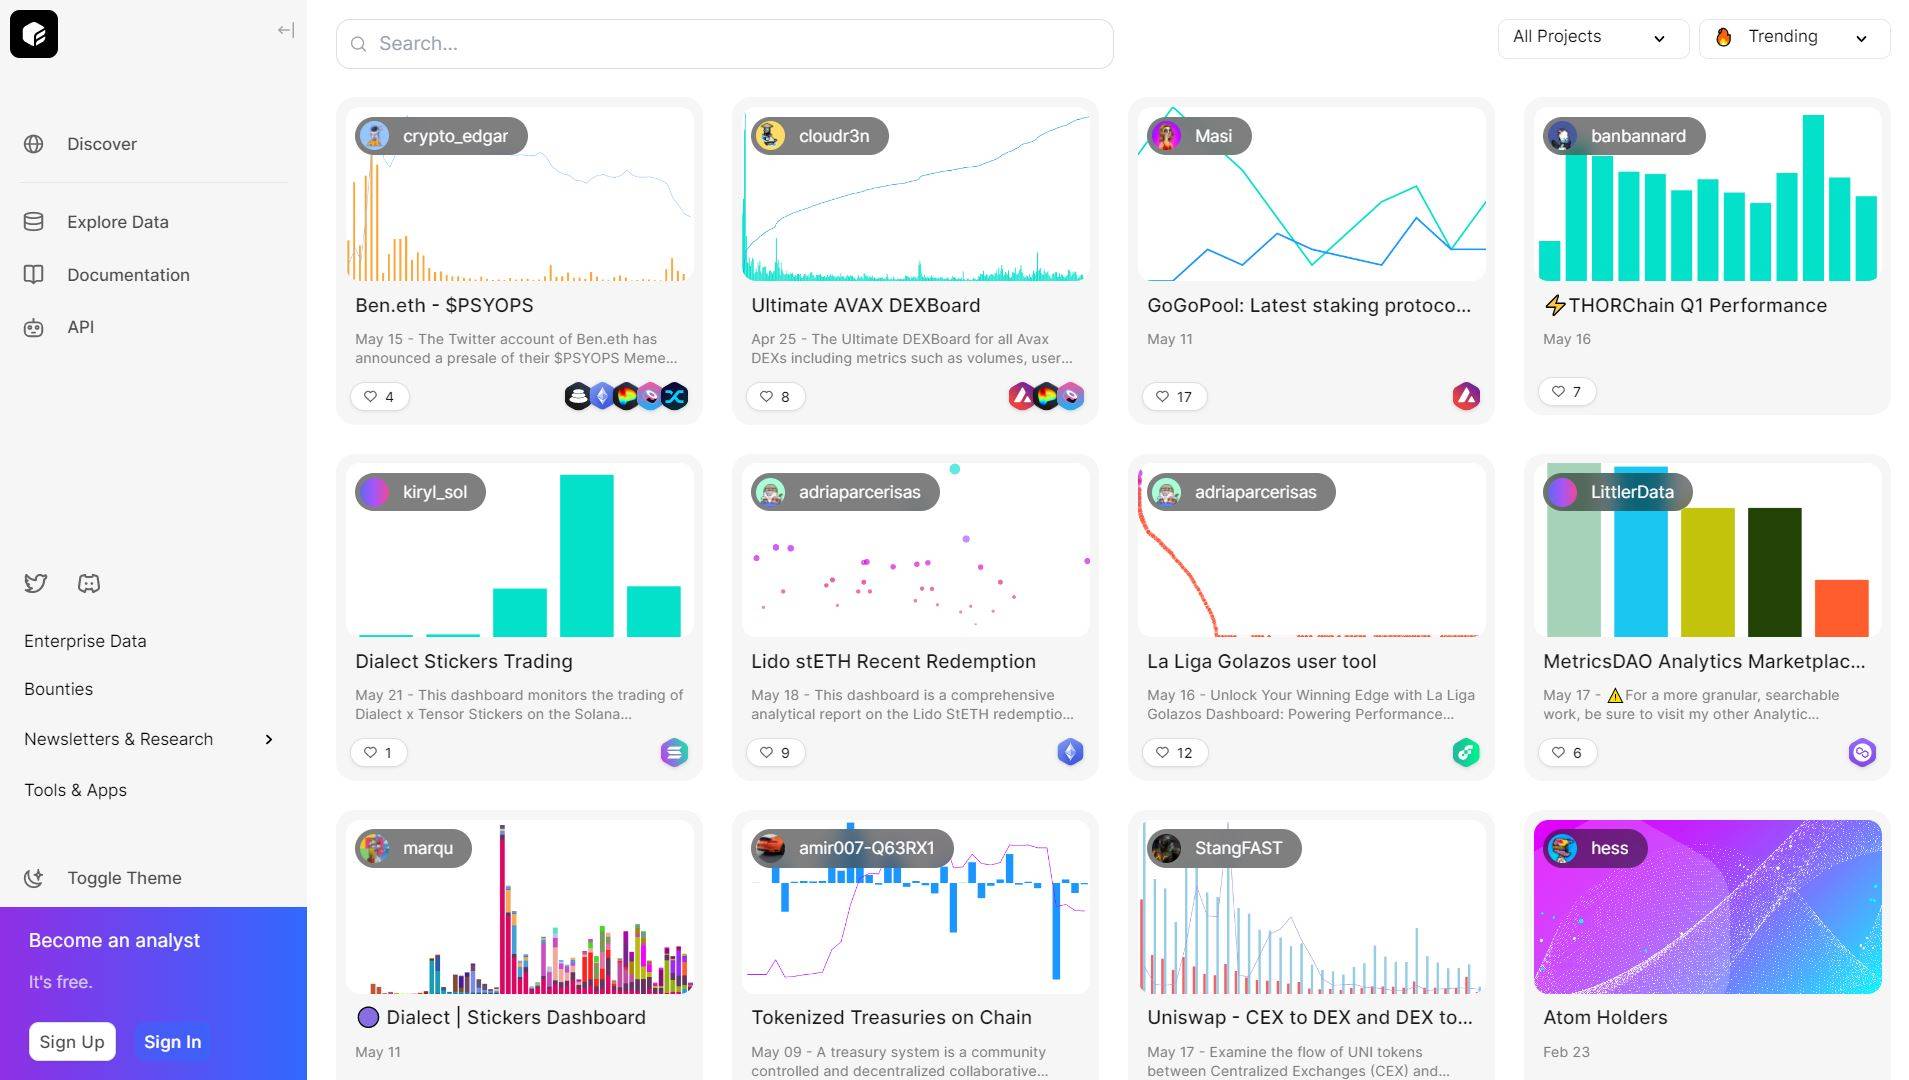 Search...
All Projects
Trending
Discover
Explore Data
Documentation
API
Enterprise Data
Bounties
Newsletters & Research
Tools & Apps
Toggle Theme
Become an analyst
It's free.
Sign Up
Sign In
crypto_edgar
Ben.eth - $PSYOPS
May 15 - The Twitter account of Ben.eth has
announced a presale of their $PSYOPS Meme...
4
cloudr3n
Ultimate AVAX DEXBoard
Apr 25 - The Ultimate DEXBoard for all Avax
DEXs including metrics such as volumes, user...
8
Masi
GoGoPool: Latest staking protoco...
May 11
17
banbannard
⚡THORChain Q1 Performance
May 16
7
kiryl_sol
Dialect Stickers Trading
May 21 - This dashboard monitors the trading of
Dialect x Tensor Stickers on the Solana...
1
adriaparcerisas
Lido stETH Recent Redemption
May 18 - This dashboard is a comprehensive
analytical report on the Lido StETH redemptio...
9
adriaparcerisas
La Liga Golazos user tool
May 16 - Unlock Your Winning Edge with La Liga
Golazos Dashboard: Powering Performance...
12
LittlerData
MetricsDAO Analytics Marketplac...
May 17 - ⚠️For a more granular, searchable
work, be sure to visit my other Analytic...
6
marqu
🟣 Dialect | Stickers Dashboard
May 11
amir007-Q63RX1
Tokenized Treasuries on Chain
May 09 - A treasury system is a community
controlled and decentralized collaborative...
StangFAST
Uniswap - CEX to DEX and DEX to...
May 17 - Examine the flow of UNI tokens
between Centralized Exchanges (CEX) and...
hess
Atom Holders
Feb 23